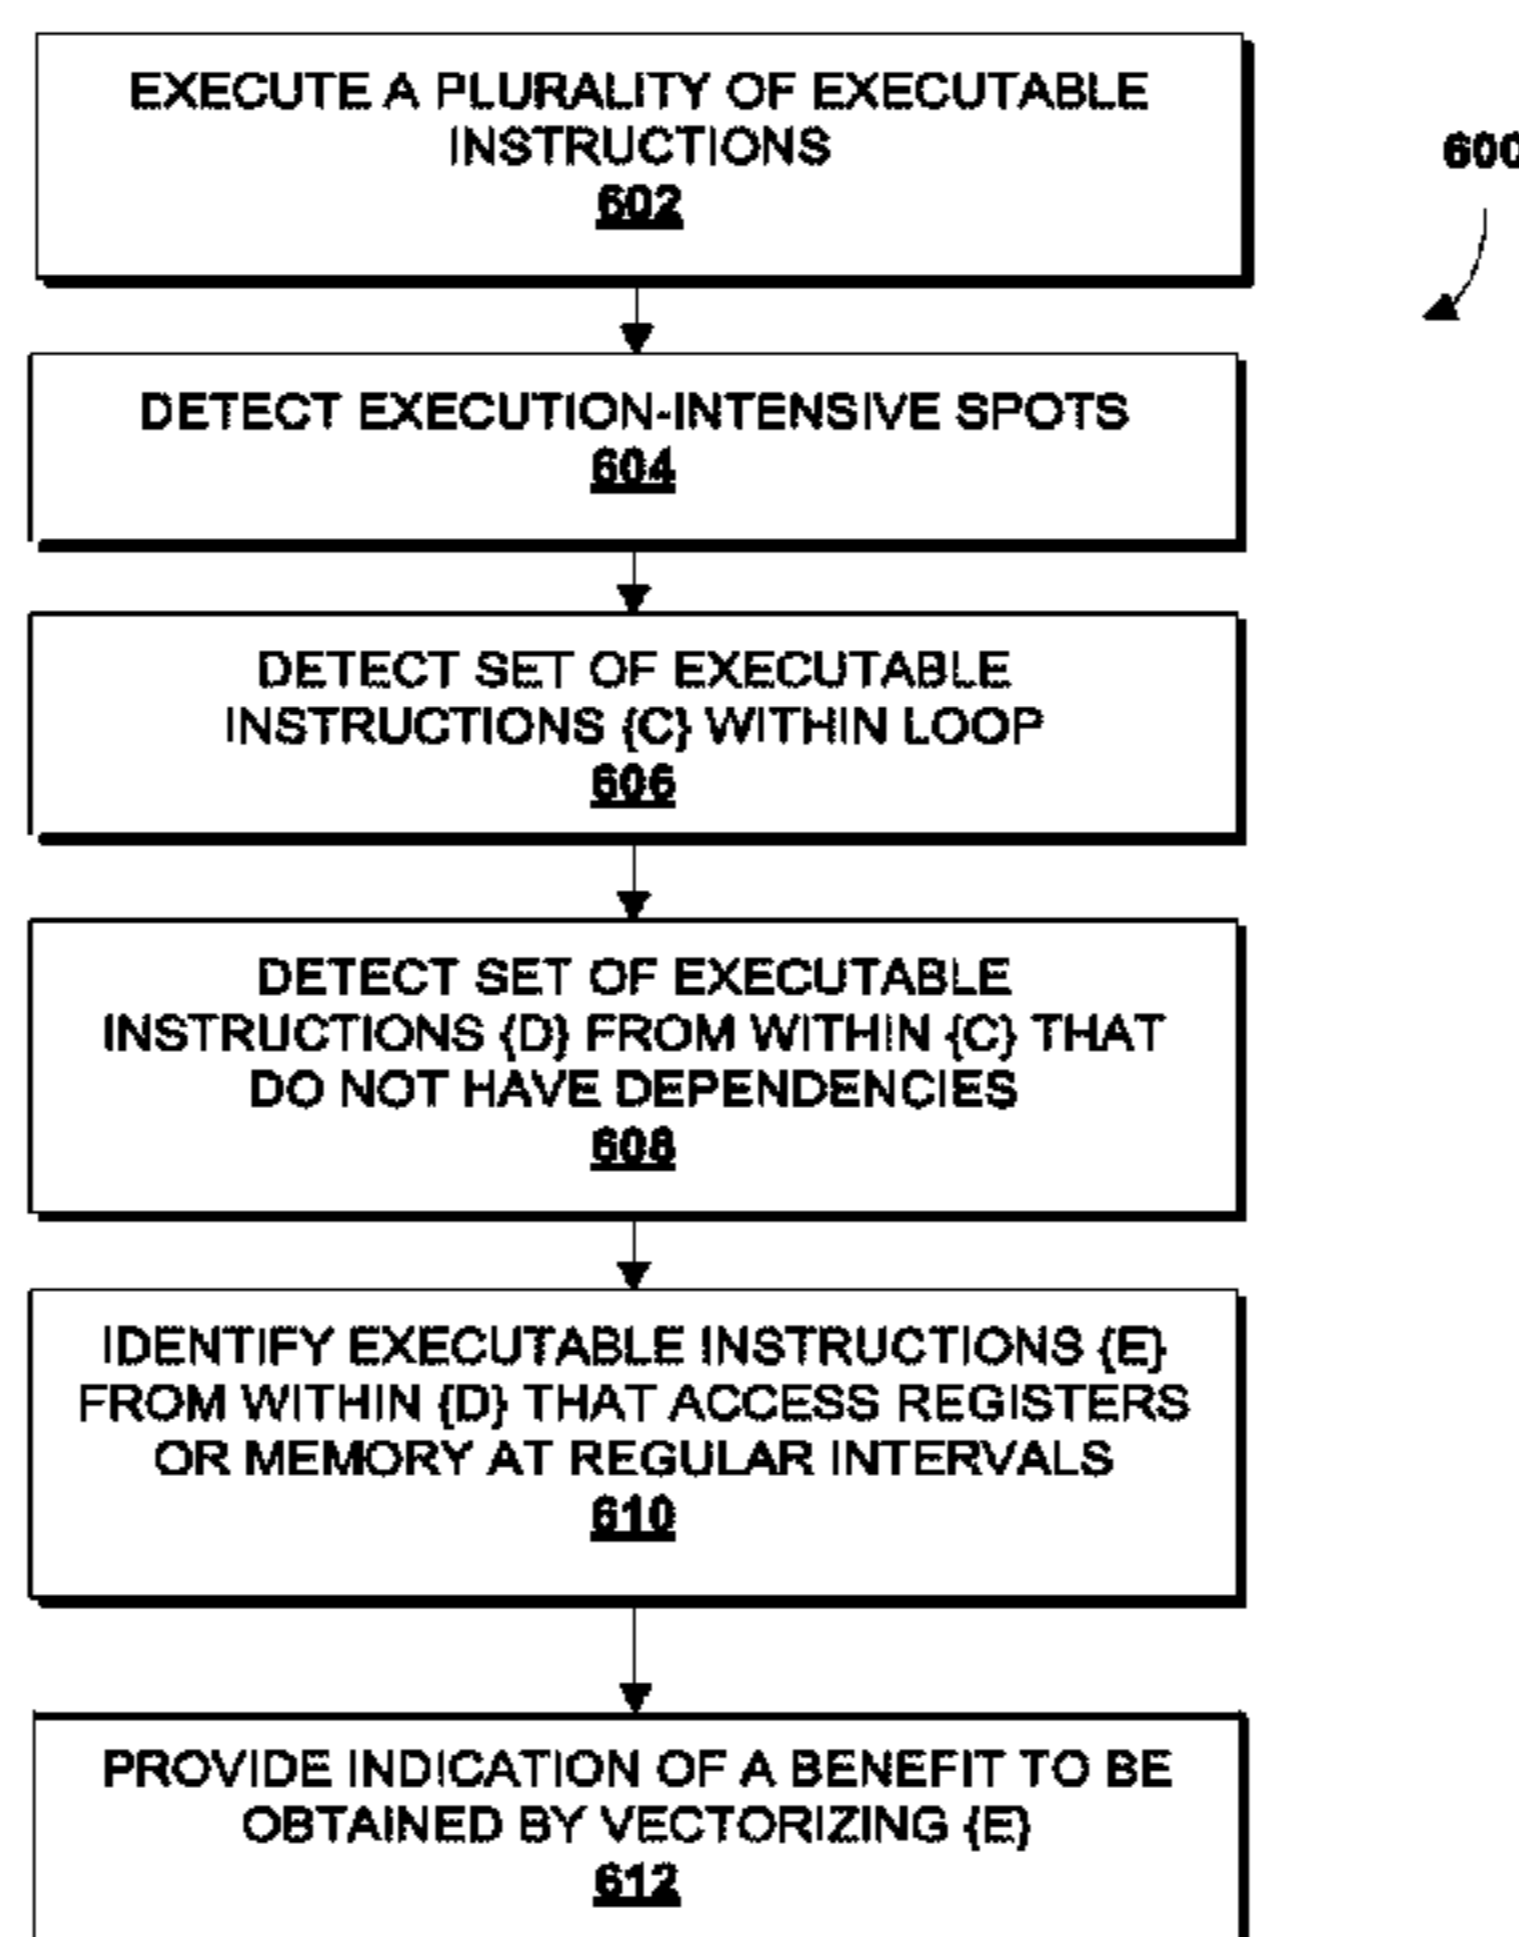 EXECUTE A PLURALITY OF EXECUTABLE
INSTRUCTIONS
602
600
DETECT EXECUTION-INTENSIVE SPOTS
604
DETECT SET OF EXECUTABLE
INSTRUCTIONS {C} WITHIN LOOP
606
DETECT SET OF EXECUTABLE
INSTRUCTIONS {D} FROM WITHIN {C} THAT
DO NOT HAVE DEPENDENCIES
608
IDENTIFY EXECUTABLE INSTRUCTIONS {E}
FROM WITHIN {D} THAT ACCESS REGISTERS
OR MEMORY AT REGULAR INTERVALS
610
PROVIDE INDICATION OF A BENEFIT TO BE
OBTAINED BY VECTORIZING {E}
612